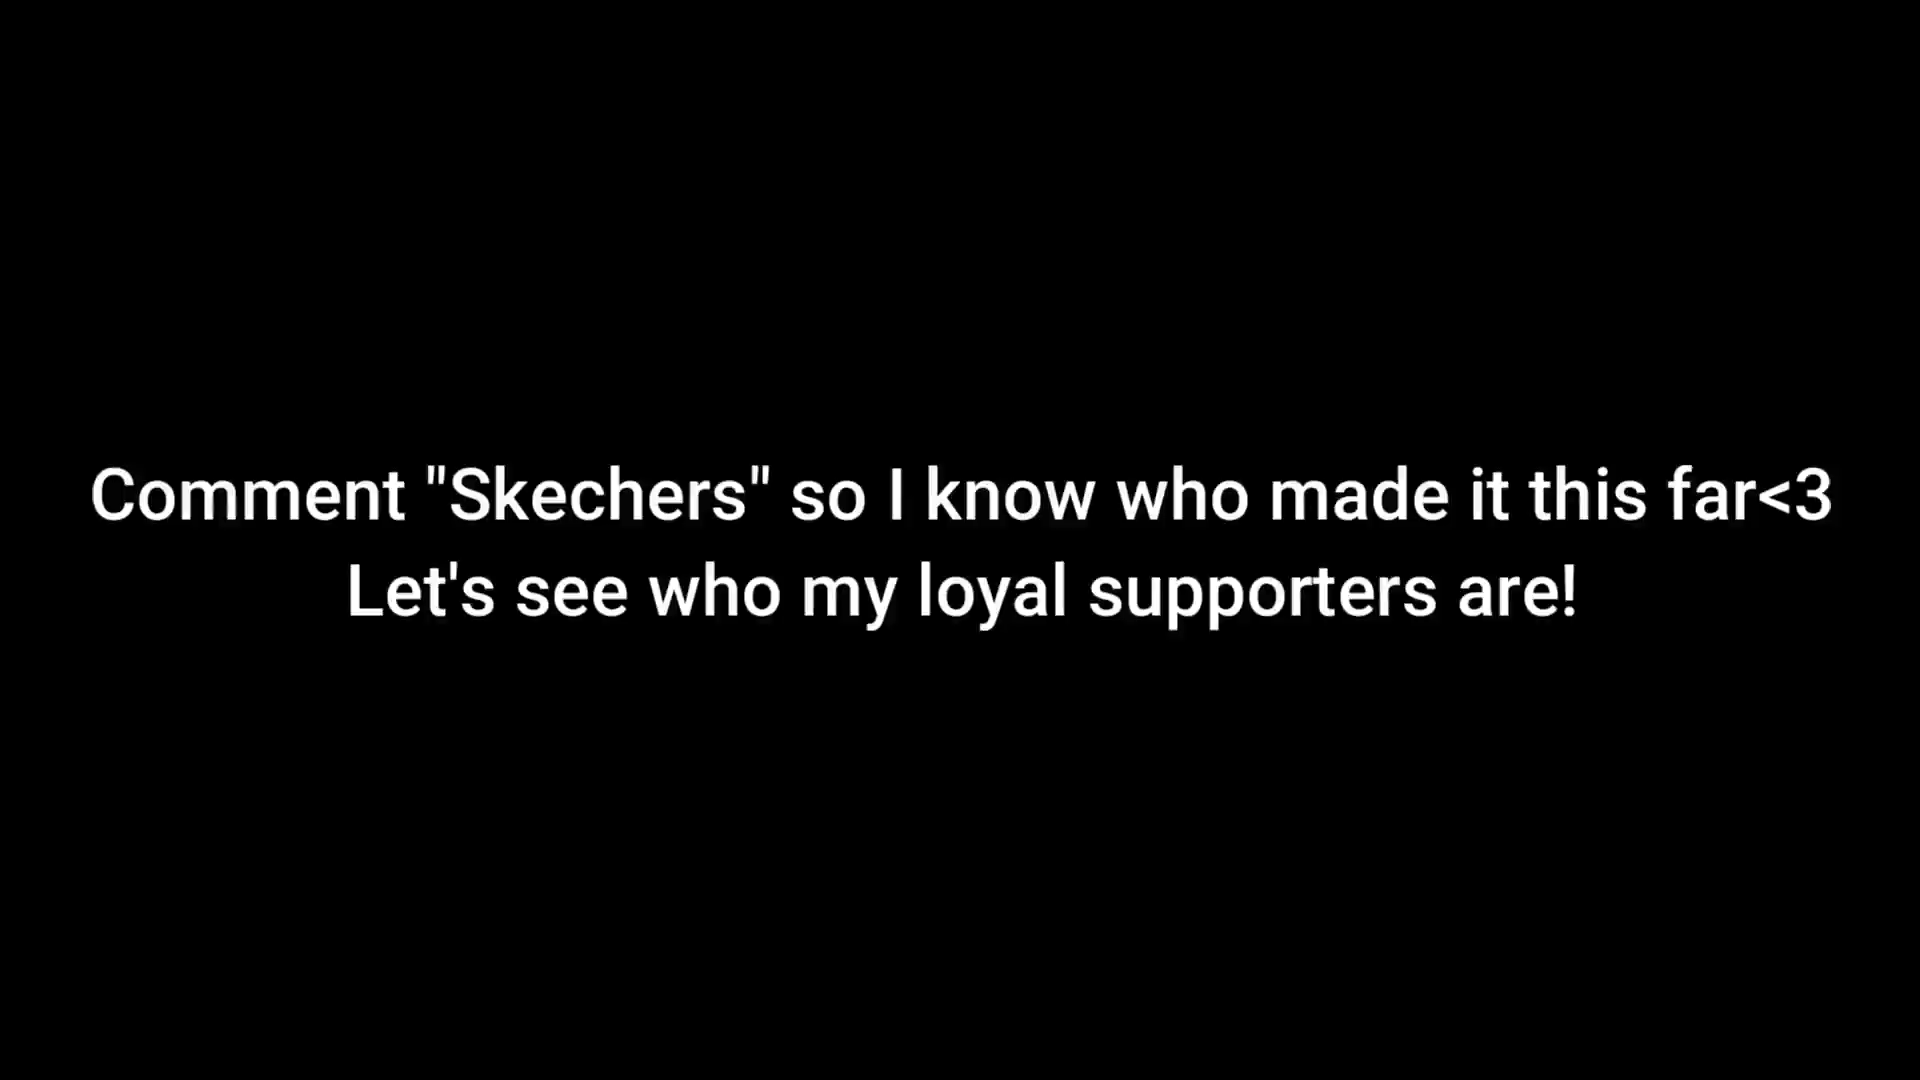 Comment "Skechers" so I know who made it this far<3
Let's see who my loyal supporters are!